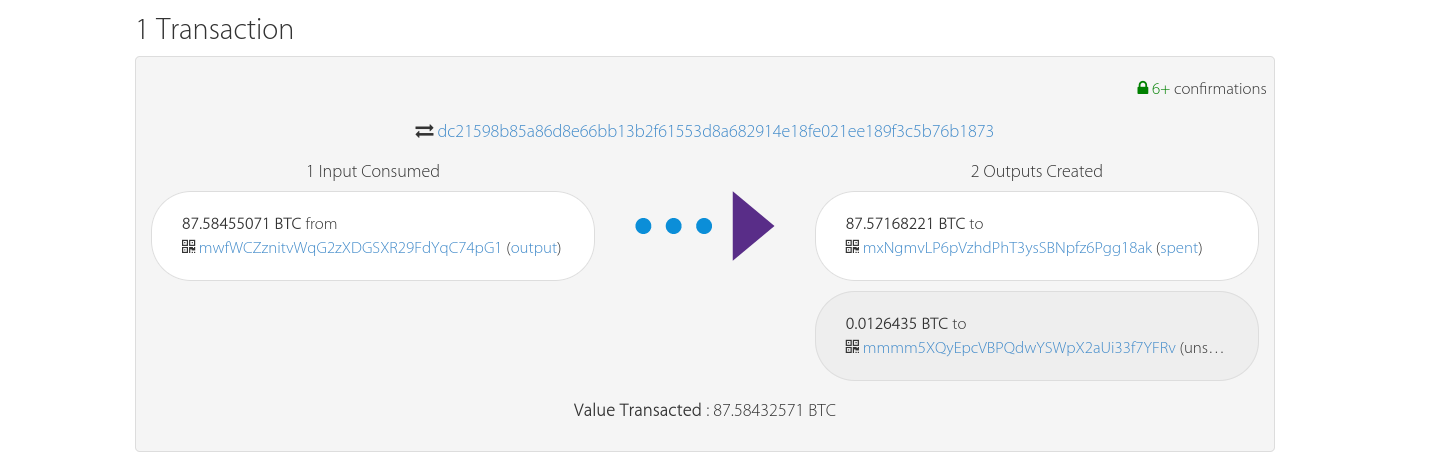 1 Transaction
6+ confirmations
dc21598b85a86d8e66bb13b2f61553d8a682914e18fe021ee189f3c5b76b1873
1 Input Consumed
2 Outputs Created
87.58455071 BTC from
mwfWCZznitvWqG2zXDGSXR29FdYqC74pG1 (output)
87.57168221 BTC to
mxNgmvLP6pVzhdPhT3ysSBNpfz6Pgg18ak (spent)
0.0126435 BTC to
mmmm5XQyEpcVBPQdwYSWpX2aUi33f7YFRv (uns…
Value Transacted : 87.58432571 BTC